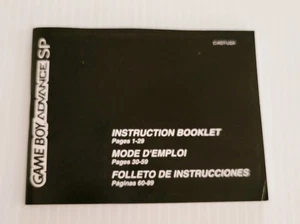 GAME BOY ADVANCE SP
INSTRUCTION BOOKLET
Pages 1-29
MODE D'EMPLOI
Pages 30-59
FOLLETO DE INSTRUCCIONES
Páginas 60-89